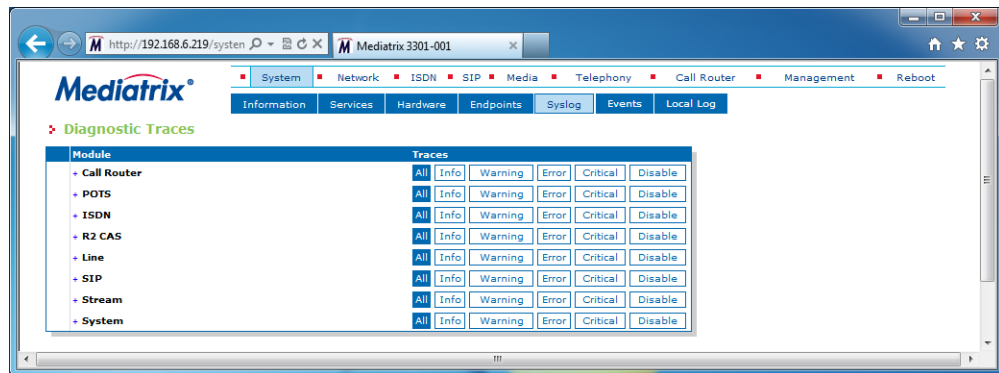 http://192.168.6.219/systen
Mediatrix 3301-001
Mediatrix®
System Network ISDN SIP Media Telephony Call Router Management Reboot
Information Services Hardware Endpoints Syslog Events Local Log
Diagnostic Traces
Module Traces
+ Call Router All Info Warning Error Critical Disable
+ POTS All Info Warning Error Critical Disable
+ ISDN All Info Warning Error Critical Disable
+ R2 CAS All Info Warning Error Critical Disable
+ Line All Info Warning Error Critical Disable
+ SIP All Info Warning Error Critical Disable
+ Stream All Info Warning Error Critical Disable
+ System All Info Warning Error Critical Disable